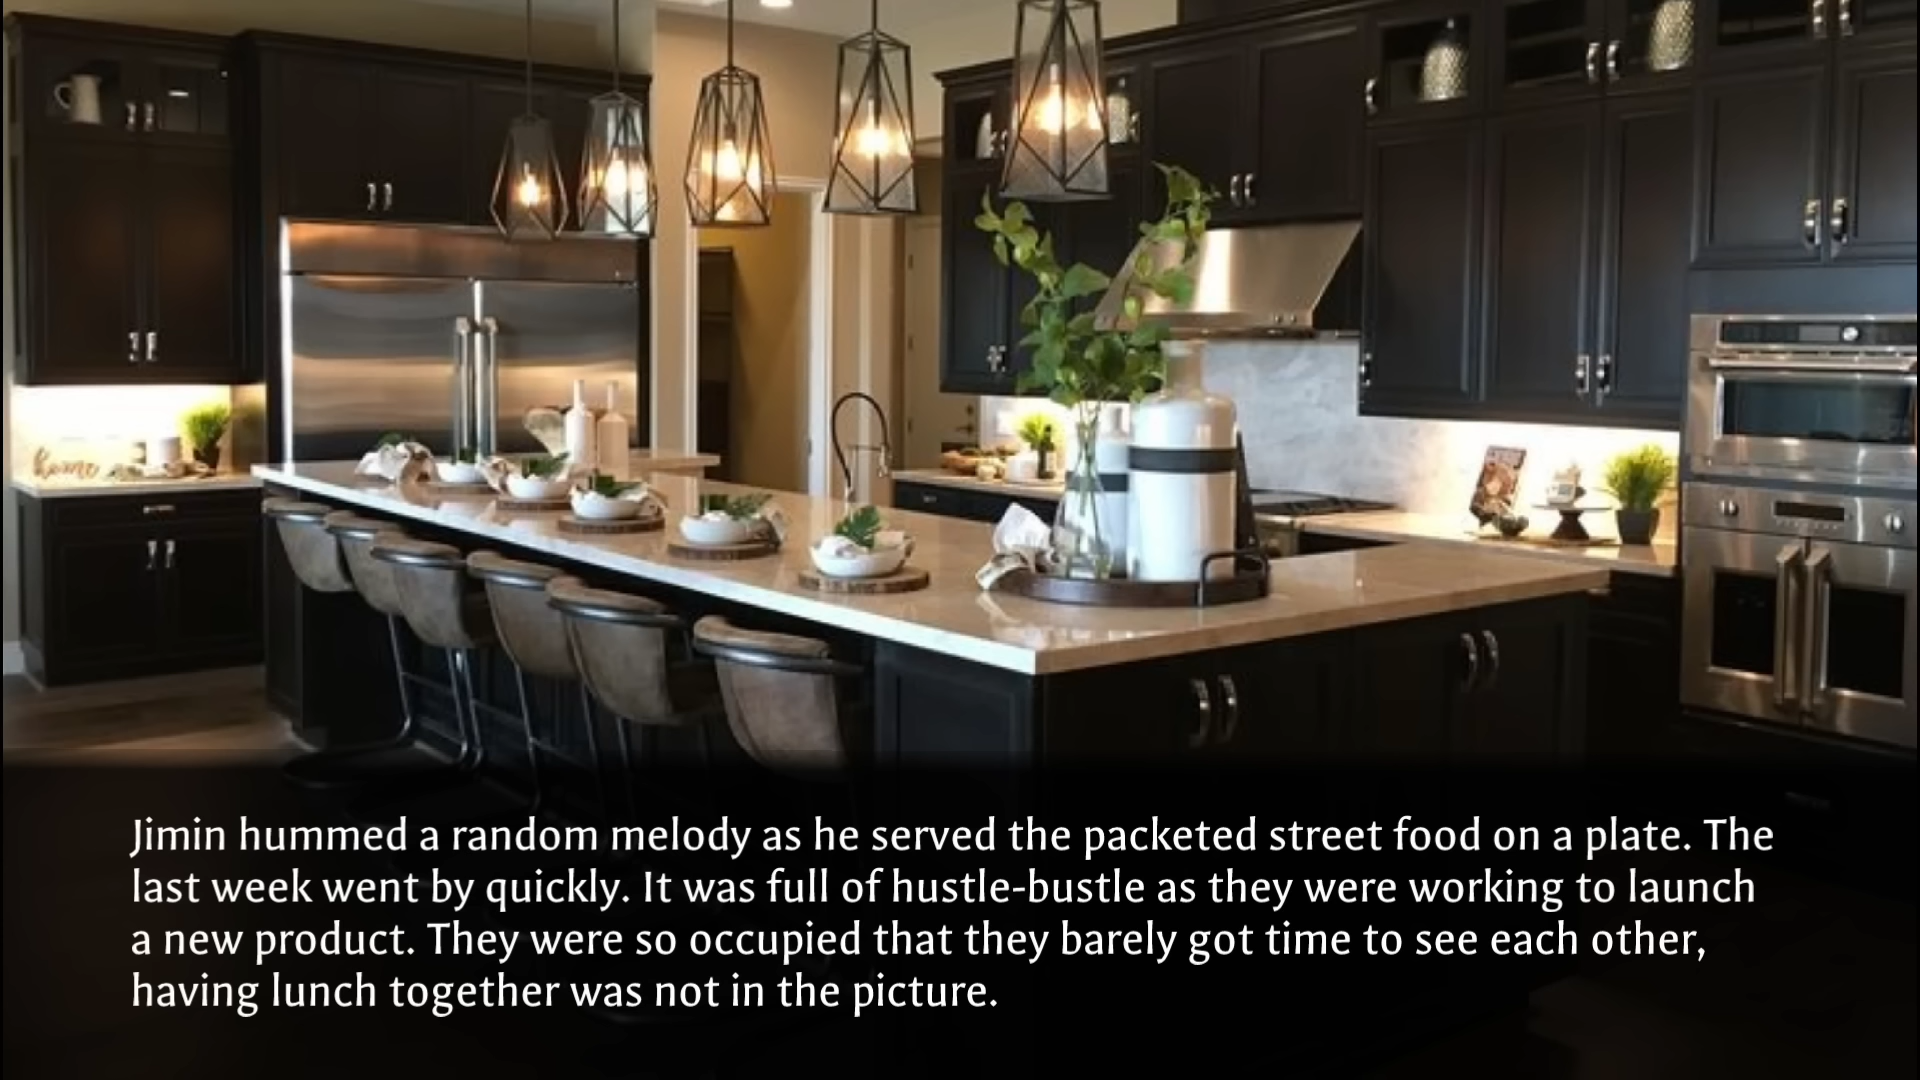 home
Jimin hummed a random melody as he served the packeted street food on a plate. The
last week went by quickly. It was full of hustle-bustle as they were working to launch
a new product. They were so occupied that they barely got time to see each other,
having lunch together was not in the picture.